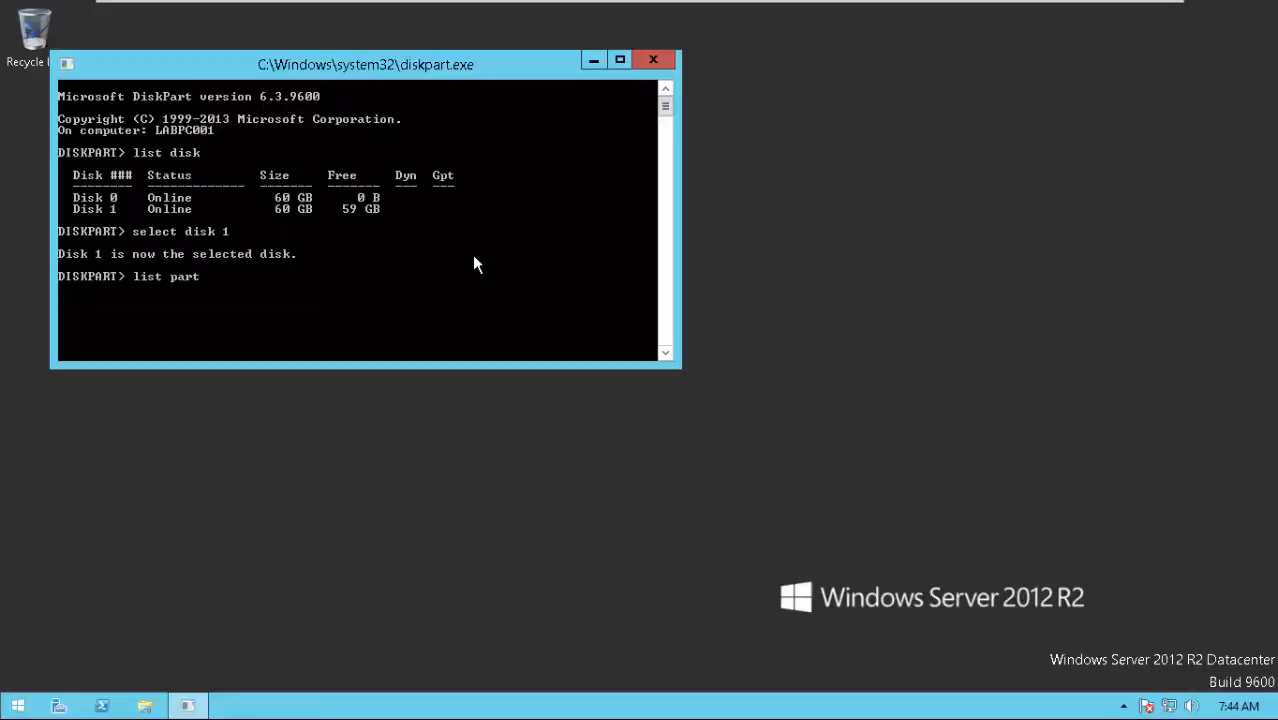 Recycle
C:\Windows\system32\diskpart.exe
Microsoft DiskPart version 6.3.9600
Copyright (C) 1999-2013 Microsoft Corporation.
On computer: LABPC001
DISKPART> list disk
Disk ### Status Size Free Dyn Gpt
-------- ------------- ------- ------- --- ---
Disk 0 Online 60 GB 0 B
Disk 1 Online 60 GB 59 GB
DISKPART> select disk 1
Disk 1 is now the selected disk.
DISKPART> list part
Windows Server 2012 R2
Windows Server 2012 R2 Datacenter
Build 9600
7:44 AM